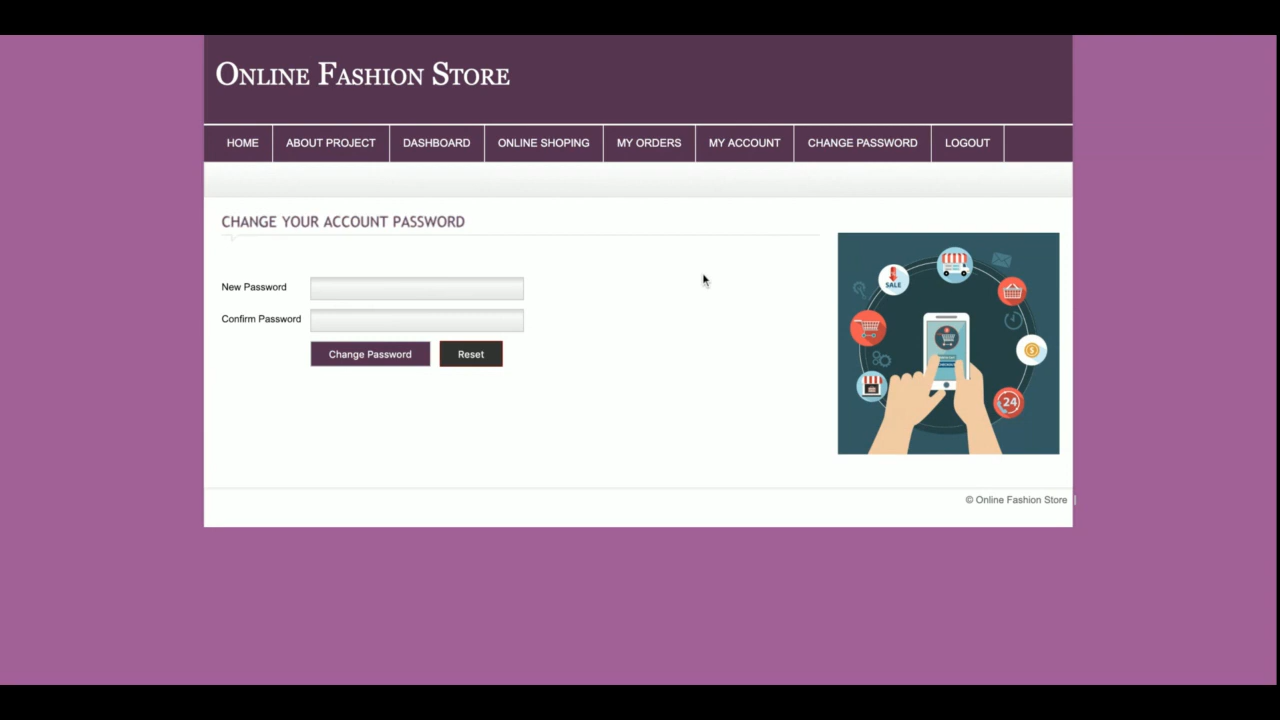 Online Fashion Store
HOME ABOUT PROJECT DASHBOARD ONLINE SHOPING MY ORDERS MY ACCOUNT CHANGE PASSWORD LOGOUT
CHANGE YOUR ACCOUNT PASSWORD
New Password
Confirm Password
Change Password Reset
SALE
24
© Online Fashion Store |